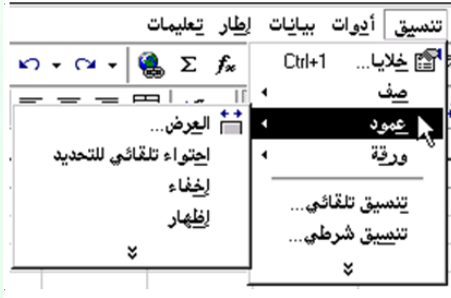 تنسيق أدوات بيانات إطار تعليمات
Σ fx
خلايا... Ctrl+1
صف
عمود
ورقة
تنسيق تلقائي...
تنسيق شرطي...
العرض...
احتواء تلقائي للتحديد
إخفاء
إظهار